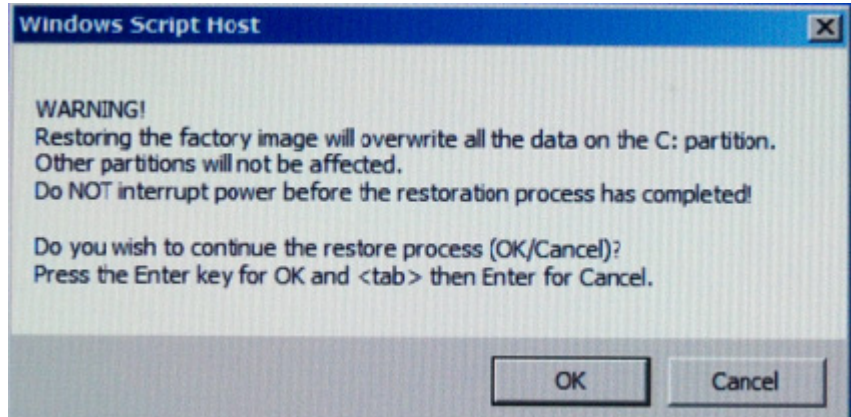 Windows Script Host
WARNING!
Restoring the factory image will overwrite all the data on the C: partition.
Other partitions will not be affected.
Do NOT interrupt power before the restoration process has completed!
Do you wish to continue the restore process (OK/Cancel)?
Press the Enter key for OK and <tab> then Enter for Cancel.
OK Cancel